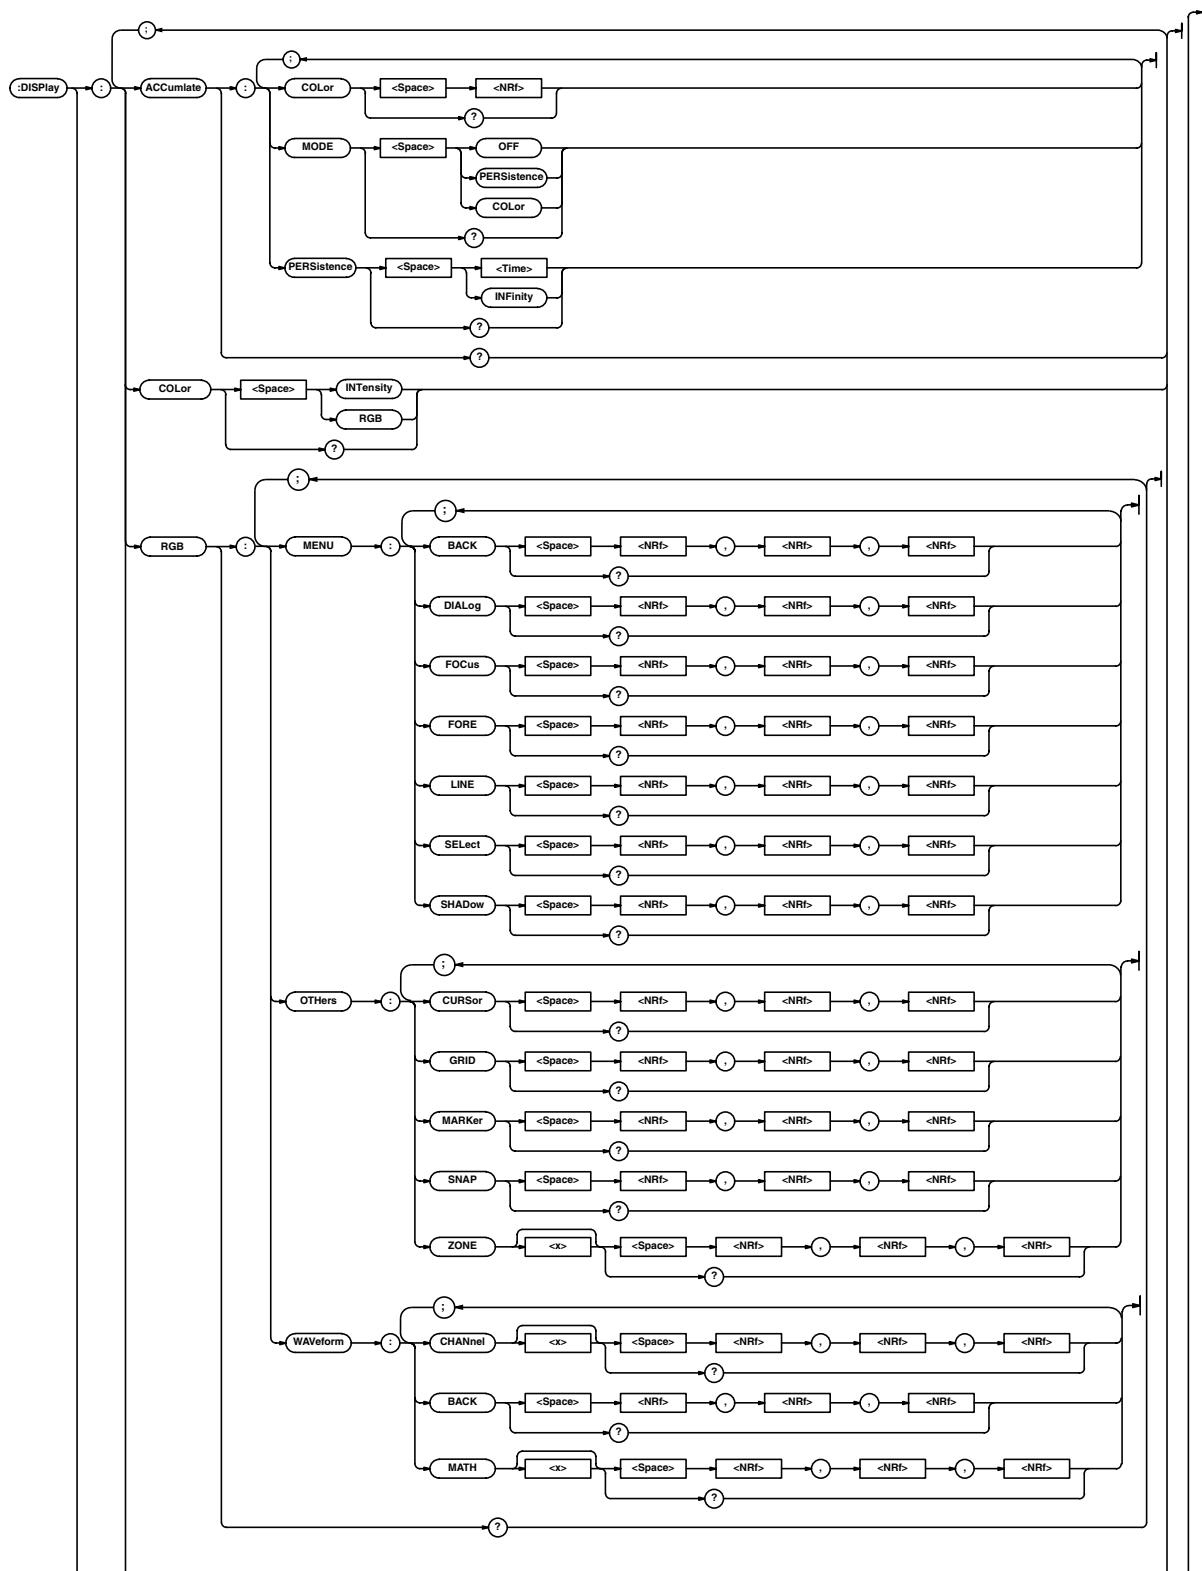 ;
;
:DISPlay : ACCumlate : COLor <Space> <NRf>
?
MODE <Space> OFF
PERSistence
COLor
?
PERSistence <Space> <Time>
INFinity
?
?
COLor <Space> INTensity
RGB
?
;
;
RGB : MENU : BACK <Space> <NRf> , <NRf> , <NRf>
?
DIALog <Space> <NRf> , <NRf> , <NRf>
?
FOCus <Space> <NRf> , <NRf> , <NRf>
?
FORE <Space> <NRf> , <NRf> , <NRf>
?
LINE <Space> <NRf> , <NRf> , <NRf>
?
SELect <Space> <NRf> , <NRf> , <NRf>
?
SHADow <Space> <NRf> , <NRf> , <NRf>
?
;
OTHers : CURSor <Space> <NRf> , <NRf> , <NRf>
?
GRID <Space> <NRf> , <NRf> , <NRf>
?
MARKer <Space> <NRf> , <NRf> , <NRf>
?
SNAP <Space> <NRf> , <NRf> , <NRf>
?
ZONE <x> <Space> <NRf> , <NRf> , <NRf>
?
;
WAVeform : CHANnel <x> <Space> <NRf> , <NRf> , <NRf>
?
BACK <Space> <NRf> , <NRf> , <NRf>
?
MATH <x> <Space> <NRf> , <NRf> , <NRf>
?
?